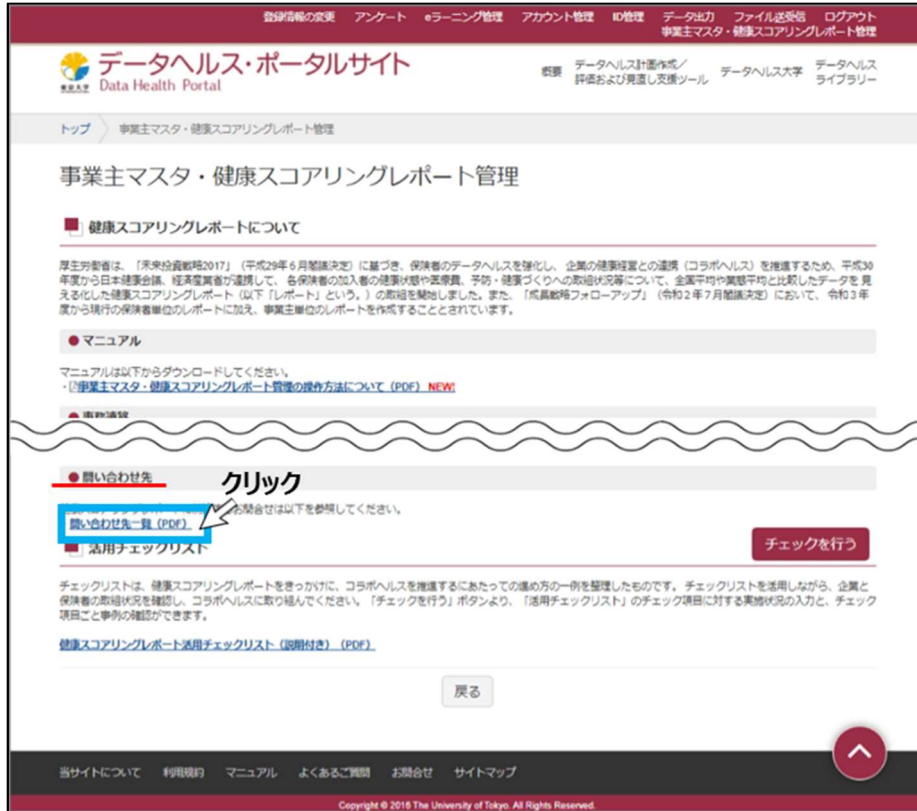 登録情報の変更 アンケート eラーニング管理 アカウント管理 ID管理 データ出力 ファイル送受信 ログアウト
事業主マスタ・健康スコアリングレポート管理
東京大学
データヘルス・ポータルサイト
Data Health Portal
概要
データヘルス計画作成／
評価および見直し支援ツール
データヘルス大学
データヘルス
ライブラリー
トップ 事業主マスタ・健康スコアリングレポート管理
事業主マスタ・健康スコアリングレポート管理
健康スコアリングレポートについて
厚生労働省は、「未来投資戦略2017」（平成29年6月閣議決定）に基づき、保険者のデータヘルスを強化し、企業の健康経営との連携（コラボヘルス）を推進するため、平成30
年度から日本健康会議、経済産業省が連携して、各保険者の加入者の健康状態や医療費、予防・健康づくりへの取組状況等について、全国平均や業態平均と比較したデータを見
える化した健康スコアリングレポート（以下「レポート」という。）の取組を開始しました。また、「成長戦略フォローアップ」（令和2年7月閣議決定）において、令和3年
度から現行の保険者単位のレポートに加え、事業主単位のレポートを作成することとされています。
●マニュアル
マニュアルは以下からダウンロードしてください。
・事業主マスタ・健康スコアリングレポート管理の操作方法について（PDF） NEW!
●問い合わせ先
クリック
お問合せは以下を参照してください。
問い合わせ先一覧（PDF）
活用チェックリスト
チェックを行う
チェックリストは、健康スコアリングレポートをきっかけに、コラボヘルスを推進するにあたっての進め方の一例を整理したものです。チェックリストを活用しながら、企業と
保険者の取組状況を確認し、コラボヘルスに取り組んでください。「チェックを行う」ボタンより、「活用チェックリスト」のチェック項目に対する実施状況の入力と、チェック
項目ごと事例の確認ができます。
健康スコアリングレポート活用チェックリスト（説明付き）（PDF）
戻る
当サイトについて 利用規約 マニュアル よくあるご質問 お問合せ サイトマップ
Copyright © 2016 The University of Tokyo. All Rights Reserved.